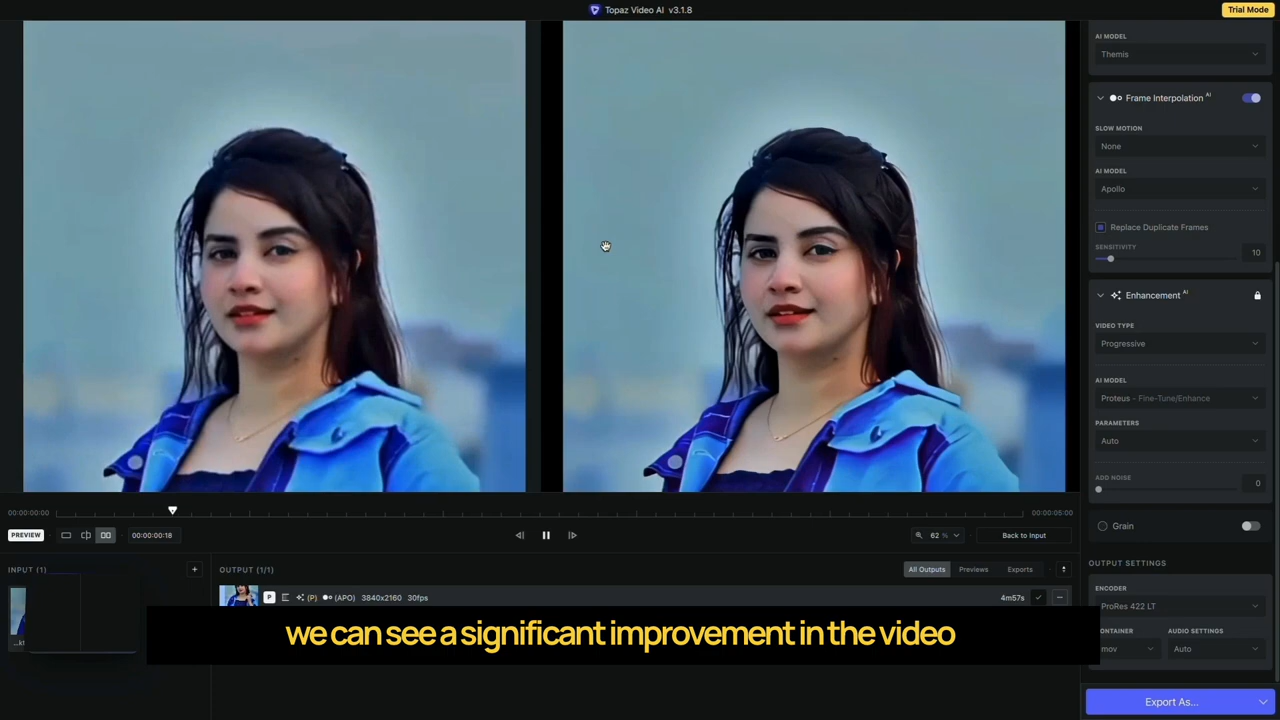 Topaz Video AI v3.1.8
Trial Mode
AI MODEL
Themis
Frame Interpolation AI
SLOW MOTION
None
AI MODEL
Apollo
Replace Duplicate Frames
SENSITIVITY
10
Enhancement AI
VIDEO TYPE
Progressive
AI MODEL
Proteus - Fine-Tune/Enhance
PARAMETERS
Auto
ADD NOISE
0
Grain
OUTPUT SETTINGS
ENCODER
ProRes 422 LT
ONTAINER AUDIO SETTINGS
mov Auto
Export As...
00:00:00:00 00:00:05:00
PREVIEW 00:00:00:18 62 % Back to Input
INPUT (1) + OUTPUT (1/1) All Outputs Previews Exports
P {P} (APO) 3840x2160 30fps 4m57s
we can see a significant improvement in the video